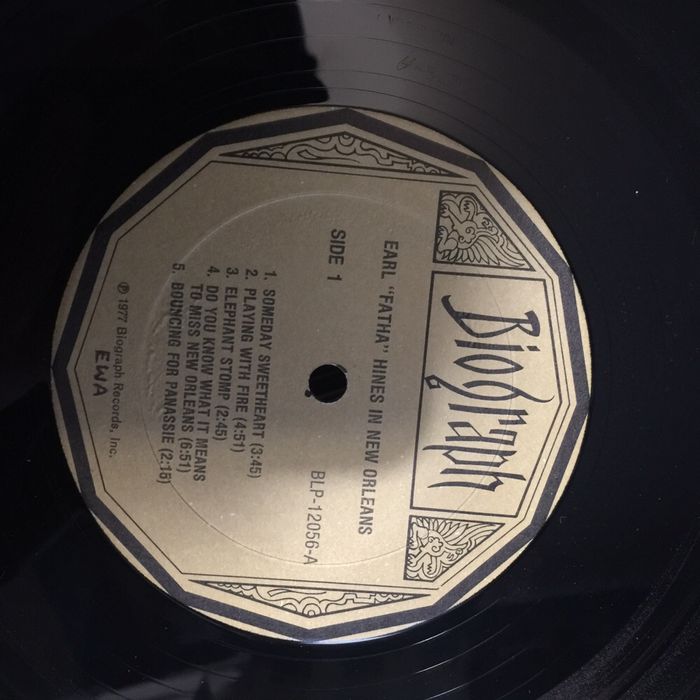 Biograph
EARL "FATHA" HINES IN NEW ORLEANS
SIDE 1
BLP-12056-A
1. SOMEDAY SWEETHEART (3:45)
2. PLAYING WITH FIRE (4:51)
3. ELEPHANT STOMP (2:45)
4. DO YOU KNOW WHAT IT MEANS
TO MISS NEW ORLEANS (6:51)
5. BOUNCING FOR PANASSIE (2:15)
℗ 1977 Biograph Records, Inc.
EWA